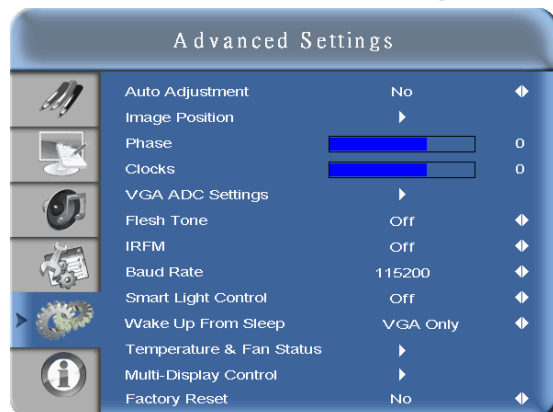 Advanced Settings
Auto Adjustment No
Image Position
Phase 0
Clocks 0
VGA ADC Settings
Flesh Tone Off
IRFM Off
Baud Rate 115200
Smart Light Control Off
Wake Up From Sleep VGA Only
Temperature & Fan Status
Multi-Display Control
Factory Reset No